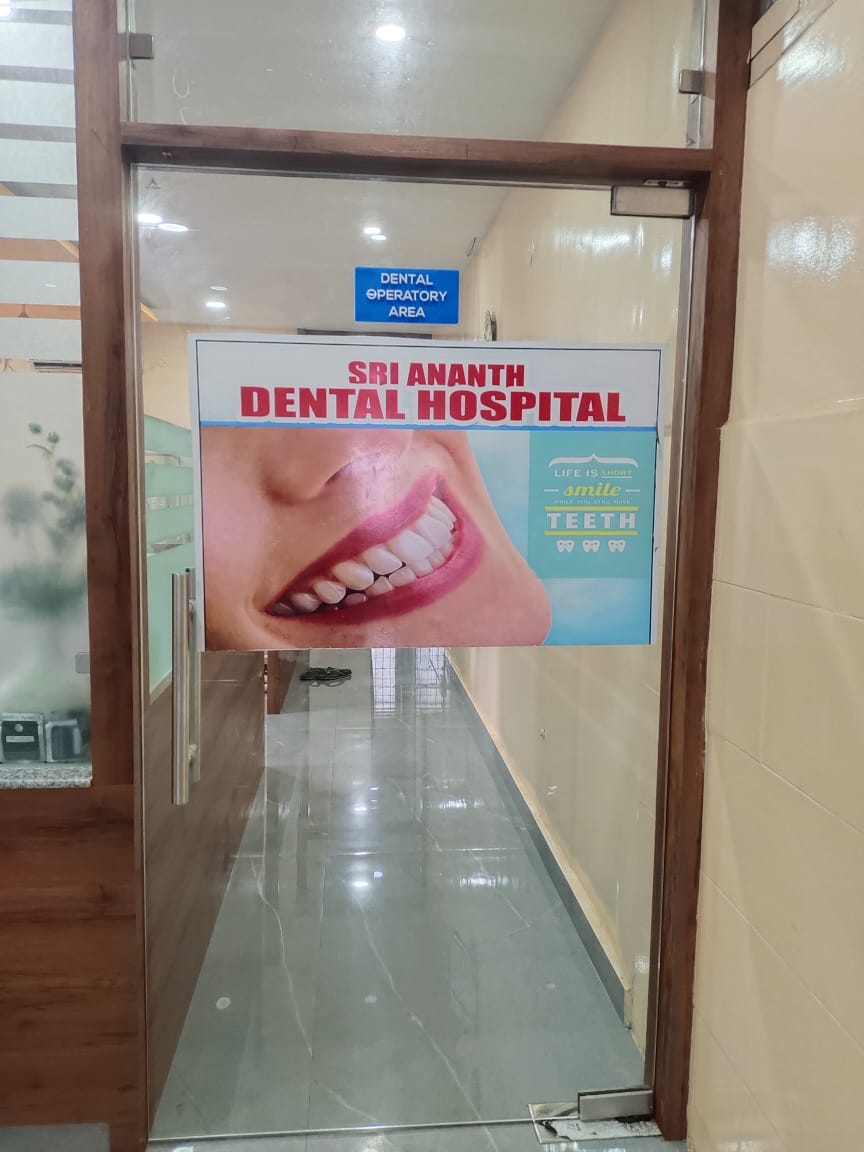 DENTAL
OPERATORY
AREA
SRI ANANTH
DENTAL HOSPITAL
LIFE IS SHORT
smile
WHILE YOU STILL HAVE
TEETH